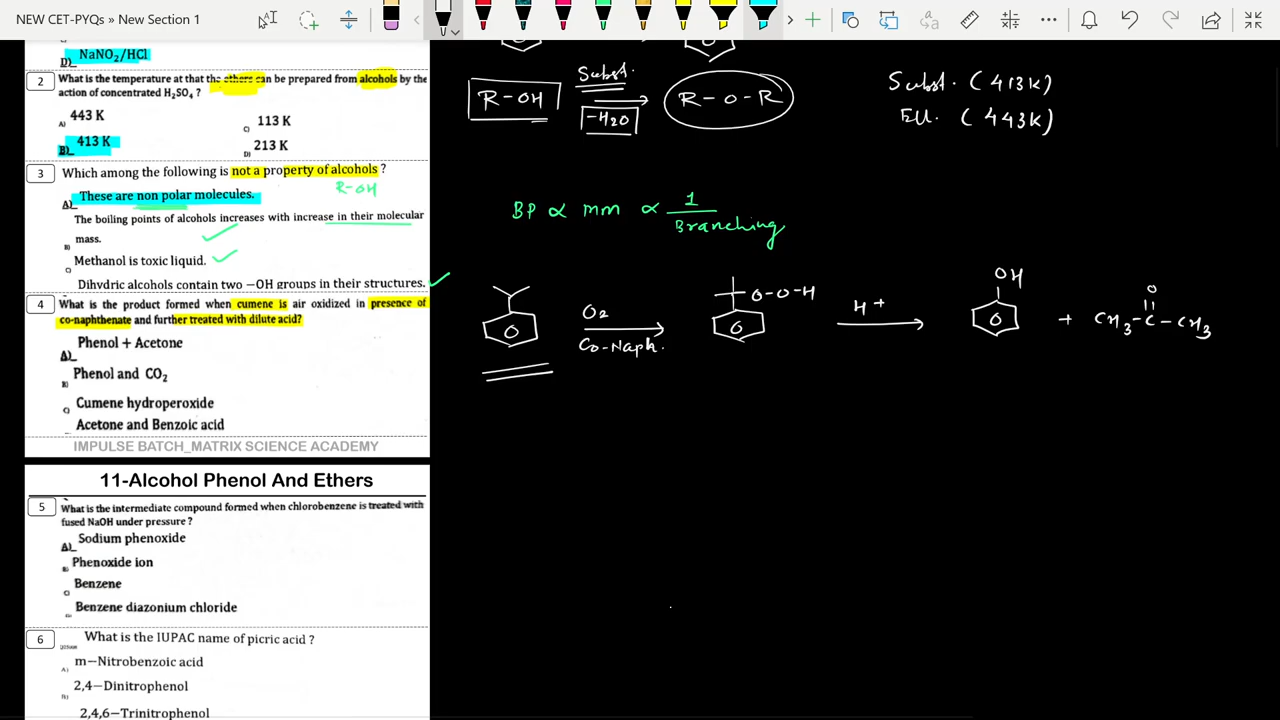 NEW CET-PYQs » New Section 1
D) NaNO₂/HCl
2 What is the temperature at that the ethers can be prepared from alcohols by the
action of concentrated H₂SO₄ ?
A) 443 K
C) 113 K
B) 413 K
D) 213 K
3 Which among the following is not a property of alcohols ?
R-OH
A) These are non polar molecules.
The boiling points of alcohols increases with increase in their molecular
B) mass.
C) Methanol is toxic liquid.
Dihydric alcohols contain two −OH groups in their structures.
4 What is the product formed when cumene is air oxidized in presence of
co-naphthenate and further treated with dilute acid?
A) Phenol + Acetone
B) Phenol and CO₂
C) Cumene hydroperoxide
Acetone and Benzoic acid
IMPULSE BATCH_MATRIX SCIENCE ACADEMY
11-Alcohol Phenol And Ethers
5 What is the intermediate compound formed when chlorobenzene is treated with
fused NaOH under pressure ?
A) Sodium phenoxide
Phenoxide ion
Benzene
Benzene diazonium chloride
6 What is the IUPAC name of picric acid ?
A) m−Nitrobenzoic acid
B) 2,4−Dinitrophenol
2,4,6−Trinitrophenol
R-OH Subst. -H2O R-O-R
Subst. (413K)
Ell. (443K)
BP ∝ mm ∝ 1
Branching
O2
Co-Naph.
O-O-H
H+
OH
+
O
CH3-C-CH3